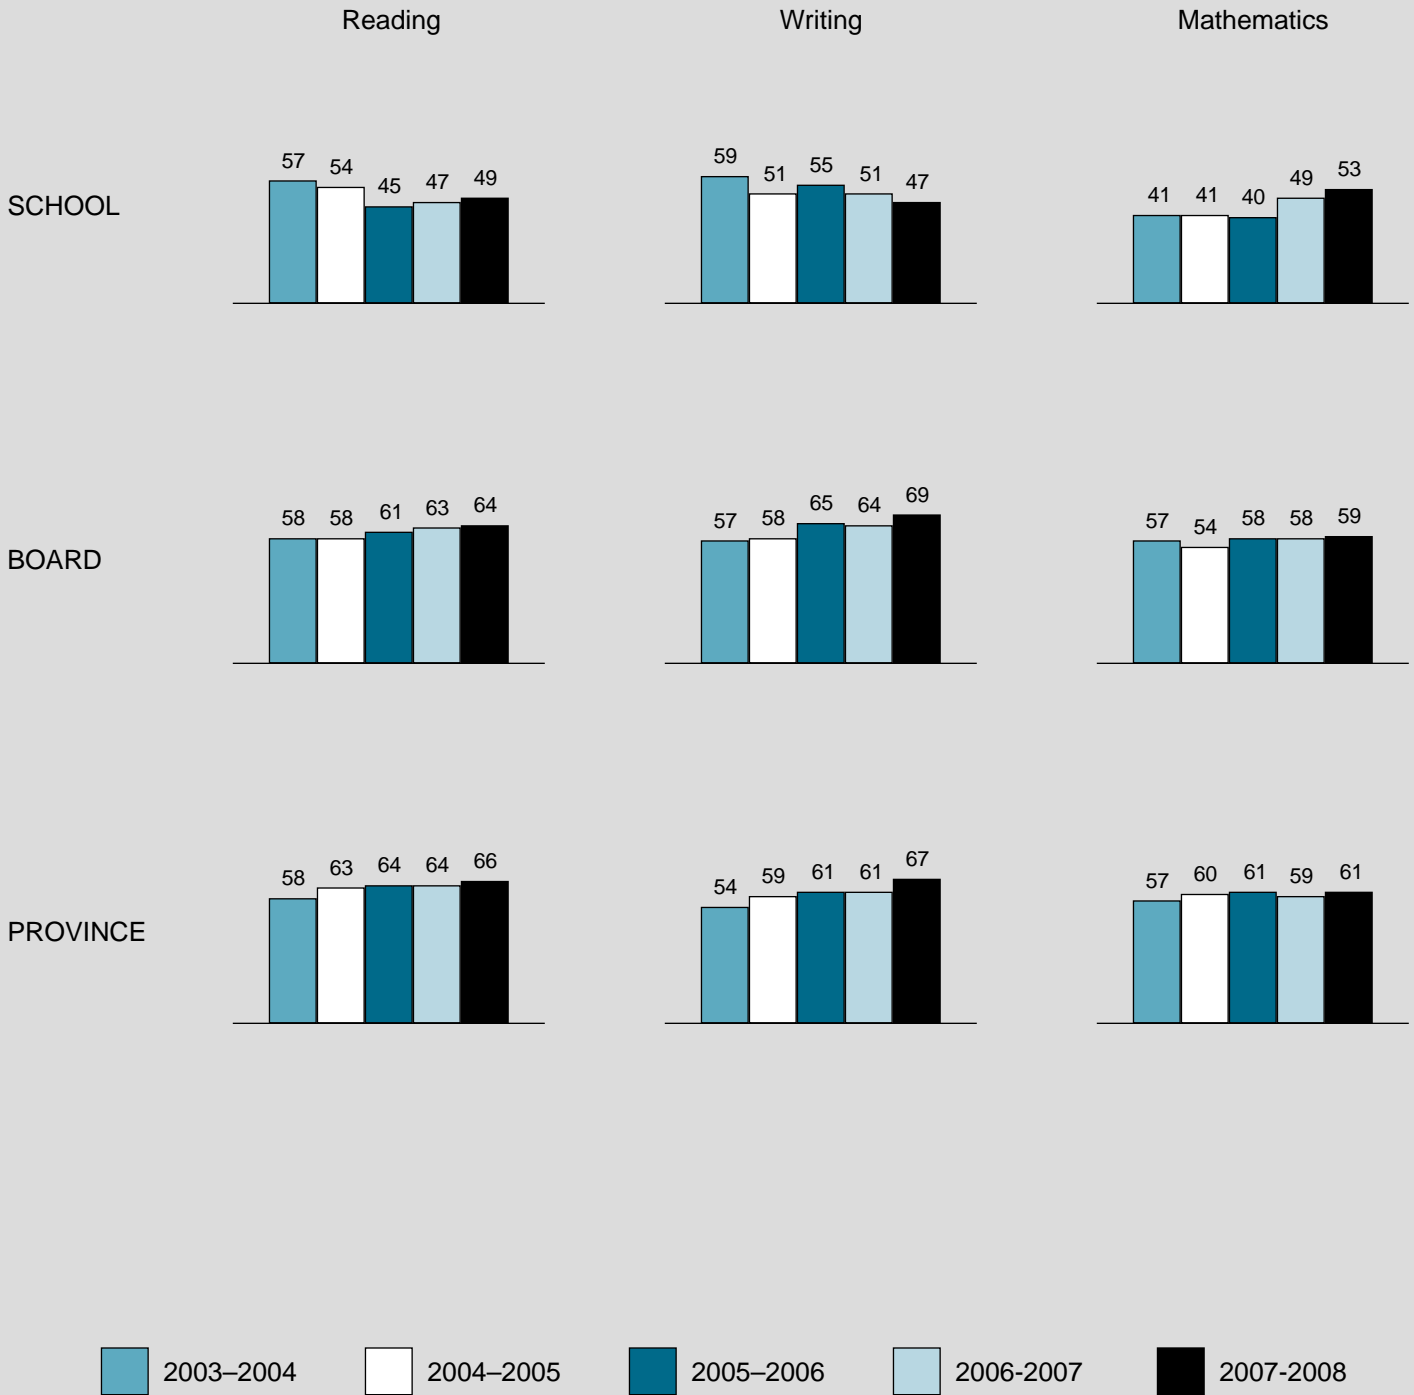 Reading Writing Mathematics
SCHOOL
57 54 45 47 49
59 51 55 51 47
41 41 40 49 53
BOARD
58 58 61 63 64
57 58 65 64 69
57 54 58 58 59
PROVINCE
58 63 64 64 66
54 59 61 61 67
57 60 61 59 61
2003–2004 2004–2005 2005–2006 2006-2007 2007-2008